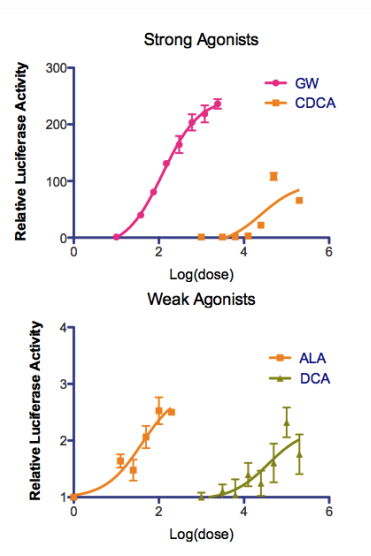 Strong Agonists
Relative Luciferase Activity
300
200
100
0
0
2
4
6
GW
CDCA
Log(dose)
Weak Agonists
Relative Luciferase Activity
4
3
2
1
0
2
4
6
ALA
DCA
Log(dose)